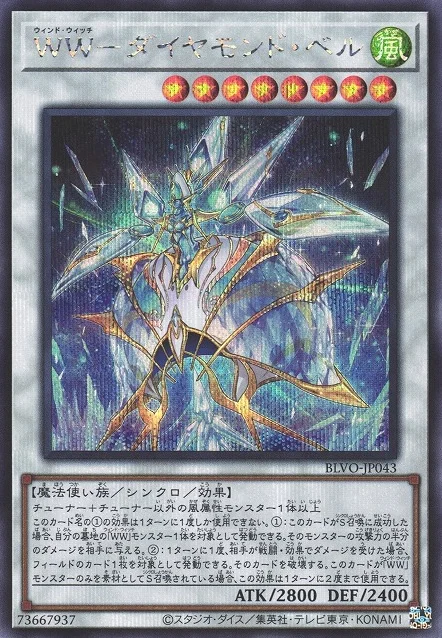 ウィンド・ウィッチ
WW－ダイヤモンド・ベル
風
BLVO-JP043
【魔法使い族／シンクロ／効果】
チューナー＋チューナー以外の風属性モンスター1体以上
このカード名の①の効果は1ターンに1度しか使用できない。①：このカードがS召喚に成功した
場合、自分の墓地の「WW」モンスター1体を対象として発動できる。そのモンスターの攻撃力の半分
のダメージを相手に与える。②：1ターンに1度、相手が戦闘・効果でダメージを受けた場合、
フィールドのカード1枚を対象として発動できる。そのカードを破壊する。このカードが「WW」
モンスターのみを素材としてS召喚されている場合、この効果は1ターンに2度まで使用できる。
ATK/2800 DEF/2400
73667937
©スタジオ・ダイス／集英社・テレビ東京・KONAMI